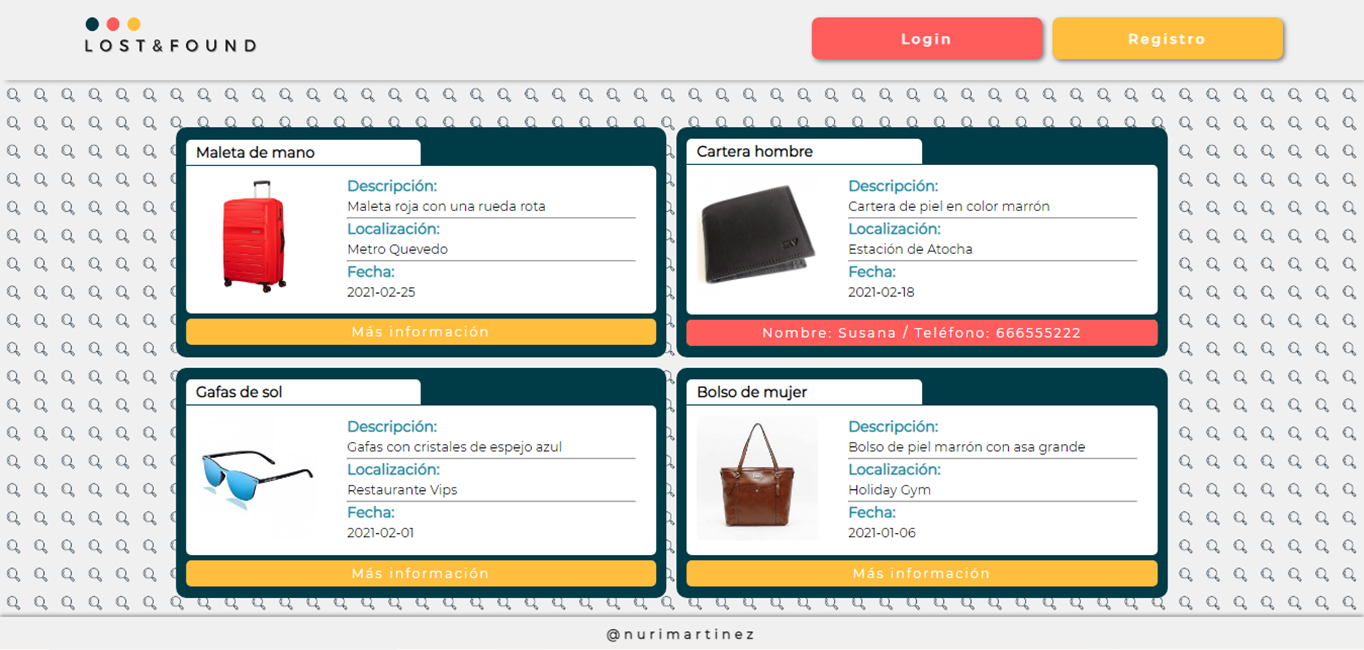 LOST&FOUND
Login
Registro
Maleta de mano
Descripción:
Maleta roja con una rueda rota
Localización:
Metro Quevedo
Fecha:
2021-02-25
Más información
Cartera hombre
Descripción:
Cartera de piel en color marrón
Localización:
Estación de Atocha
Fecha:
2021-02-18
Nombre: Susana / Teléfono: 666555222
Gafas de sol
Descripción:
Gafas con cristales de espejo azul
Localización:
Restaurante Vips
Fecha:
2021-02-01
Más información
Bolso de mujer
Descripción:
Bolso de piel marrón con asa grande
Localización:
Holiday Gym
Fecha:
2021-01-06
Más información
@nurimartinez